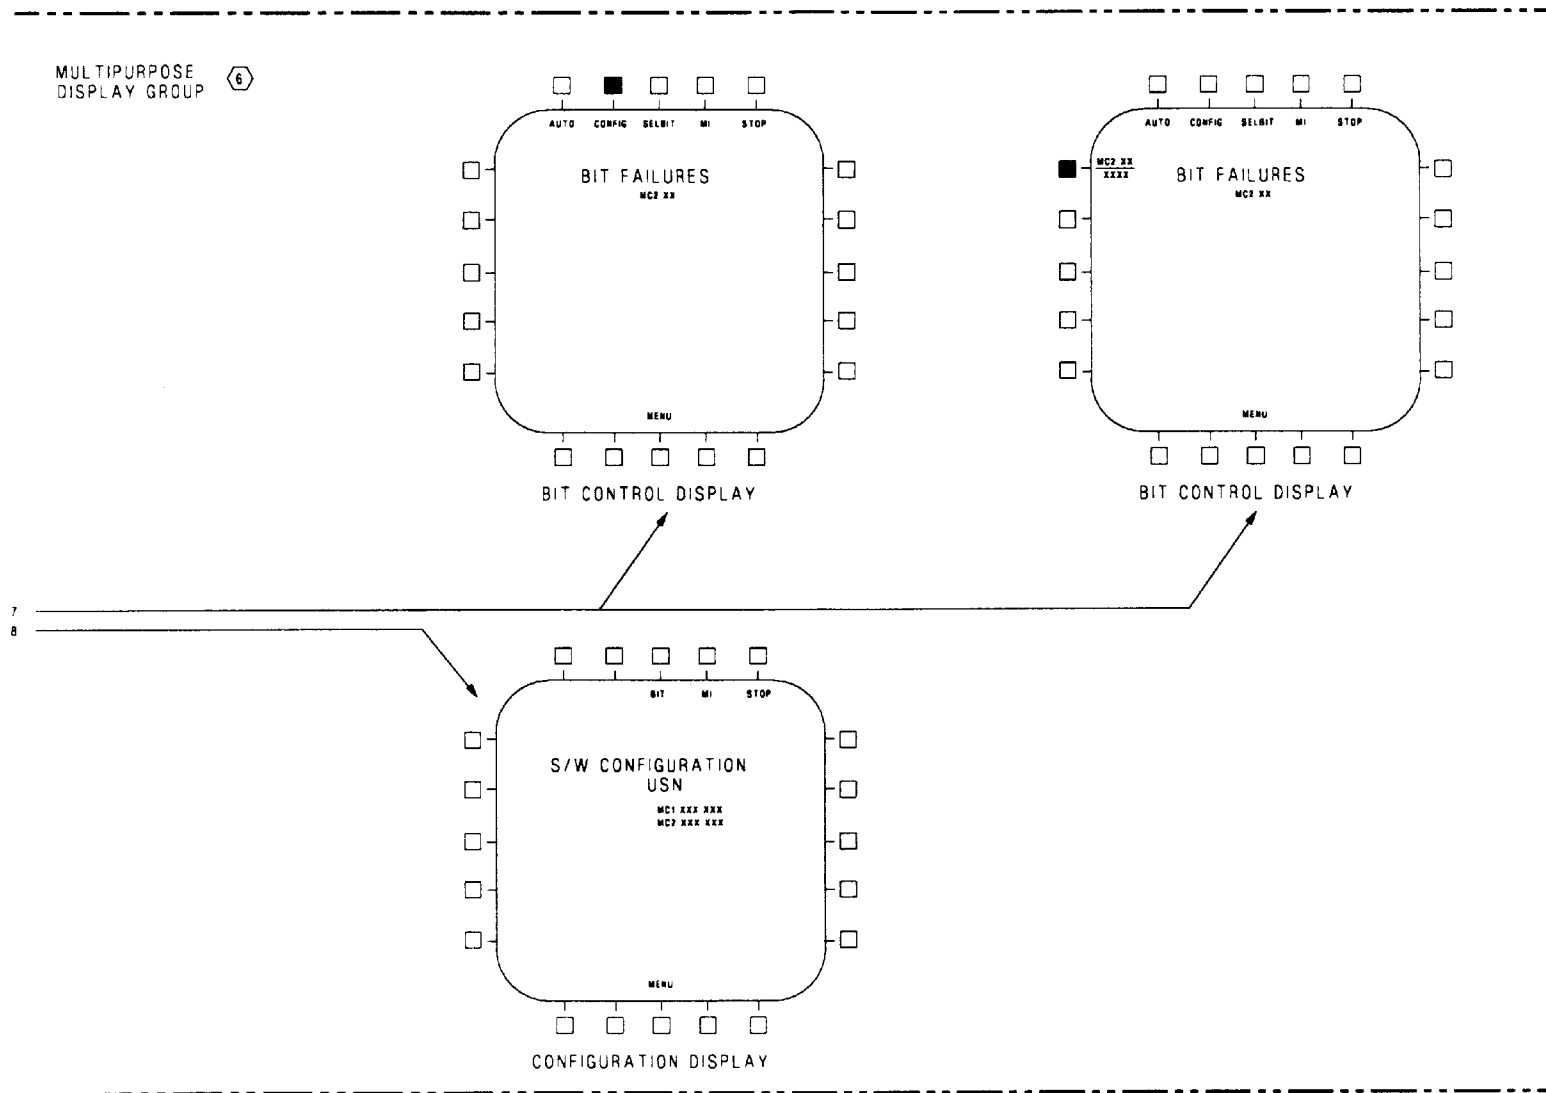 MULTIPURPOSE
DISPLAY GROUP
6
AUTO CONFIG SELBIT MI STOP
BIT FAILURES
MC2 XX
MENU
BIT CONTROL DISPLAY
AUTO CONFIG SELBIT MI STOP
MC2 XX
XXXX
BIT FAILURES
MC2 XX
MENU
BIT CONTROL DISPLAY
7
8
BIT MI STOP
S/W CONFIGURATION
USN
MC1 XXX XXX
MC2 XXX XXX
MENU
CONFIGURATION DISPLAY